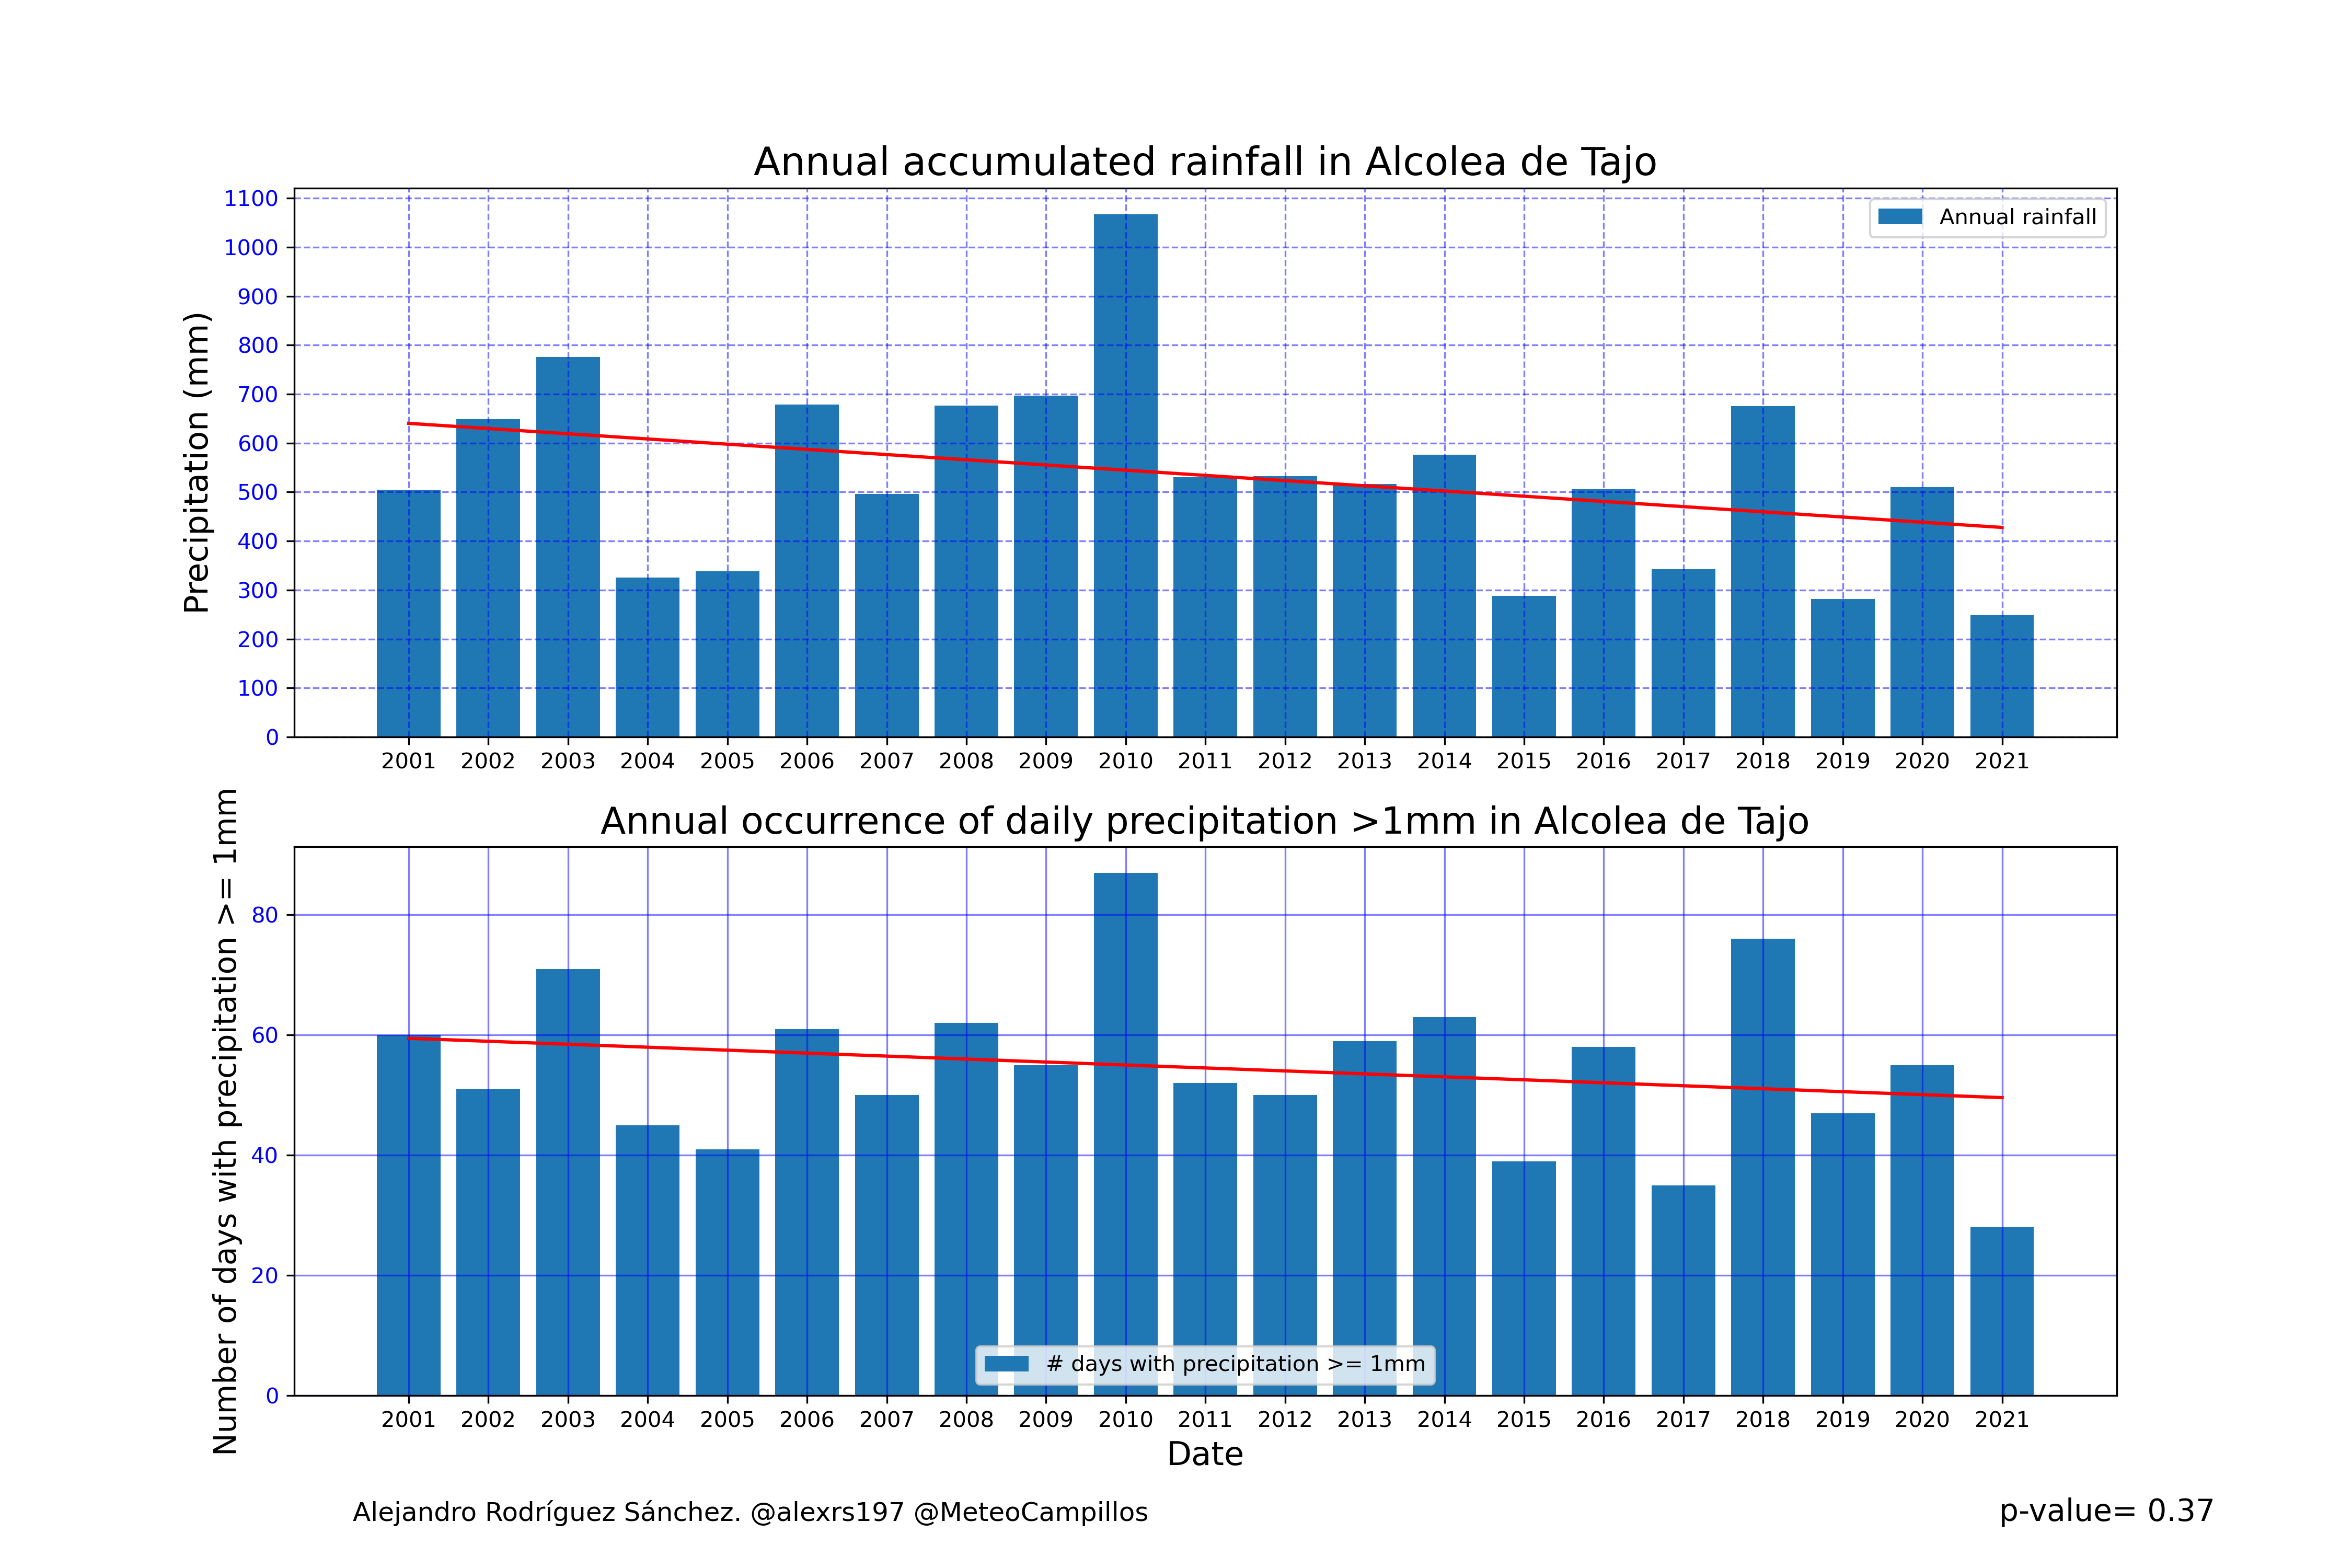 Annual accumulated rainfall in Alcolea de Tajo
Precipitation (mm)
1100
1000
900
800
700
600
500
400
300
200
100
0
Annual rainfall
2001 2002 2003 2004 2005 2006 2007 2008 2009 2010 2011 2012 2013 2014 2015 2016 2017 2018 2019 2020 2021
Annual occurrence of daily precipitation >1mm in Alcolea de Tajo
Number of days with precipitation >= 1mm
80
60
40
20
0
# days with precipitation >= 1mm
2001 2002 2003 2004 2005 2006 2007 2008 2009 2010 2011 2012 2013 2014 2015 2016 2017 2018 2019 2020 2021
Date
Alejandro Rodríguez Sánchez. @alexrs197 @MeteoCampillos
p-value= 0.37